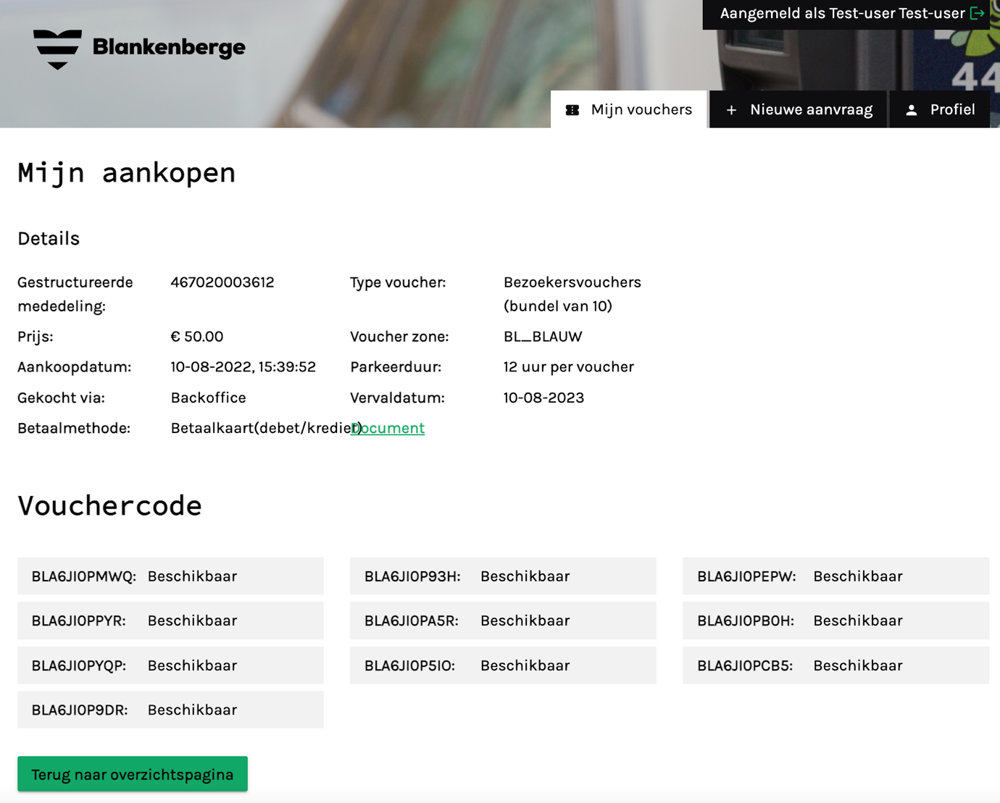 Aangemeld als Test-user Test-user
Blankenberge
44
Mijn vouchers
Nieuwe aanvraag
Profiel
Mijn aankopen
Details
Gestructureerde mededeling: 467020003612
Type voucher: Bezoekersvouchers (bundel van 10)
Prijs: € 50.00
Voucher zone: BL_BLAUW
Aankoopdatum: 10-08-2022, 15:39:52
Parkeerduur: 12 uur per voucher
Gekocht via: Backoffice
Vervaldatum: 10-08-2023
Betaalmethode: Betaalkaart(debet/kredier)
Document
Vouchercode
BLA6JI0PMWQ: Beschikbaar
BLA6JI0P93H: Beschikbaar
BLA6JI0PEPW: Beschikbaar
BLA6JI0PPYR: Beschikbaar
BLA6JI0PA5R: Beschikbaar
BLA6JI0PB0H: Beschikbaar
BLA6JI0PYQP: Beschikbaar
BLA6JI0P5IO: Beschikbaar
BLA6JI0PCB5: Beschikbaar
BLA6JI0P9DR: Beschikbaar
Terug naar overzichtspagina